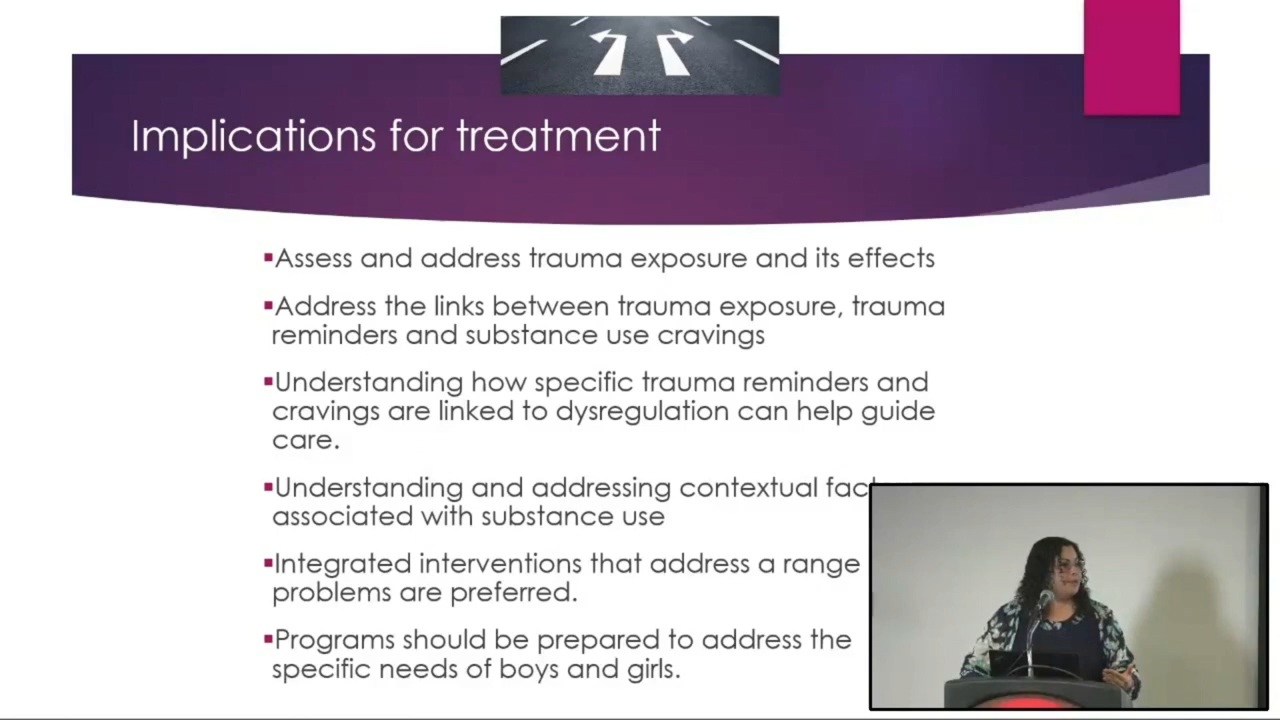 Implications for treatment
▪Assess and address trauma exposure and its effects
▪Address the links between trauma exposure, trauma
reminders and substance use cravings
▪Understanding how specific trauma reminders and
cravings are linked to dysregulation can help guide
care.
▪Understanding and addressing contextual
associated with substance use
▪Integrated interventions that address a range
problems are preferred.
▪Programs should be prepared to address the
specific needs of boys and girls.